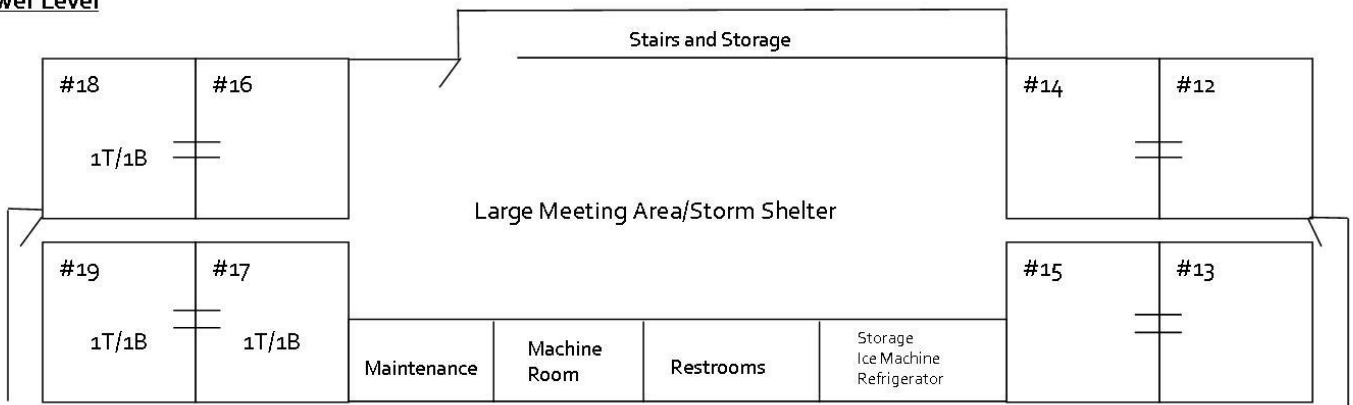 wer Level
Stairs and Storage
#18
#16
#14
#12
1T/1B
Large Meeting Area/Storm Shelter
#19
#17
#15
#13
1T/1B
1T/1B
Maintenance
Machine
Room
Restrooms
Storage
Ice Machine
Refrigerator